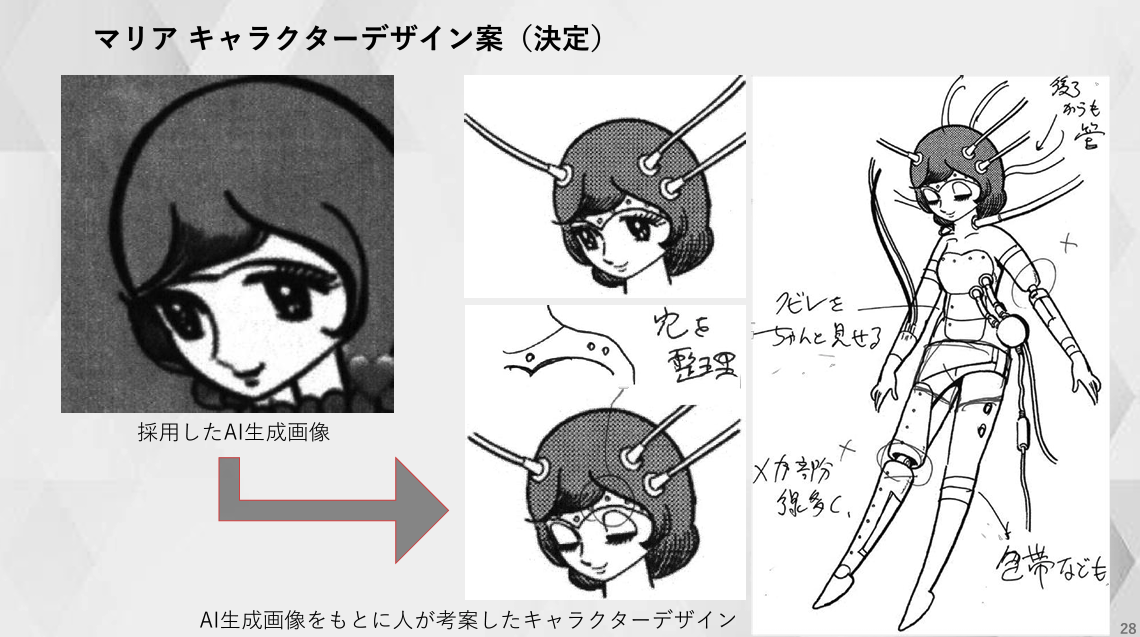 マリア キャラクターデザイン案（決定）
後ろ
からも
管
クビレを
ちゃんと見せる
穴を
整理
採用したAI生成画像
メカ部分
線多く、
包帯なども
AI生成画像をもとに人が考案したキャラクターデザイン
28